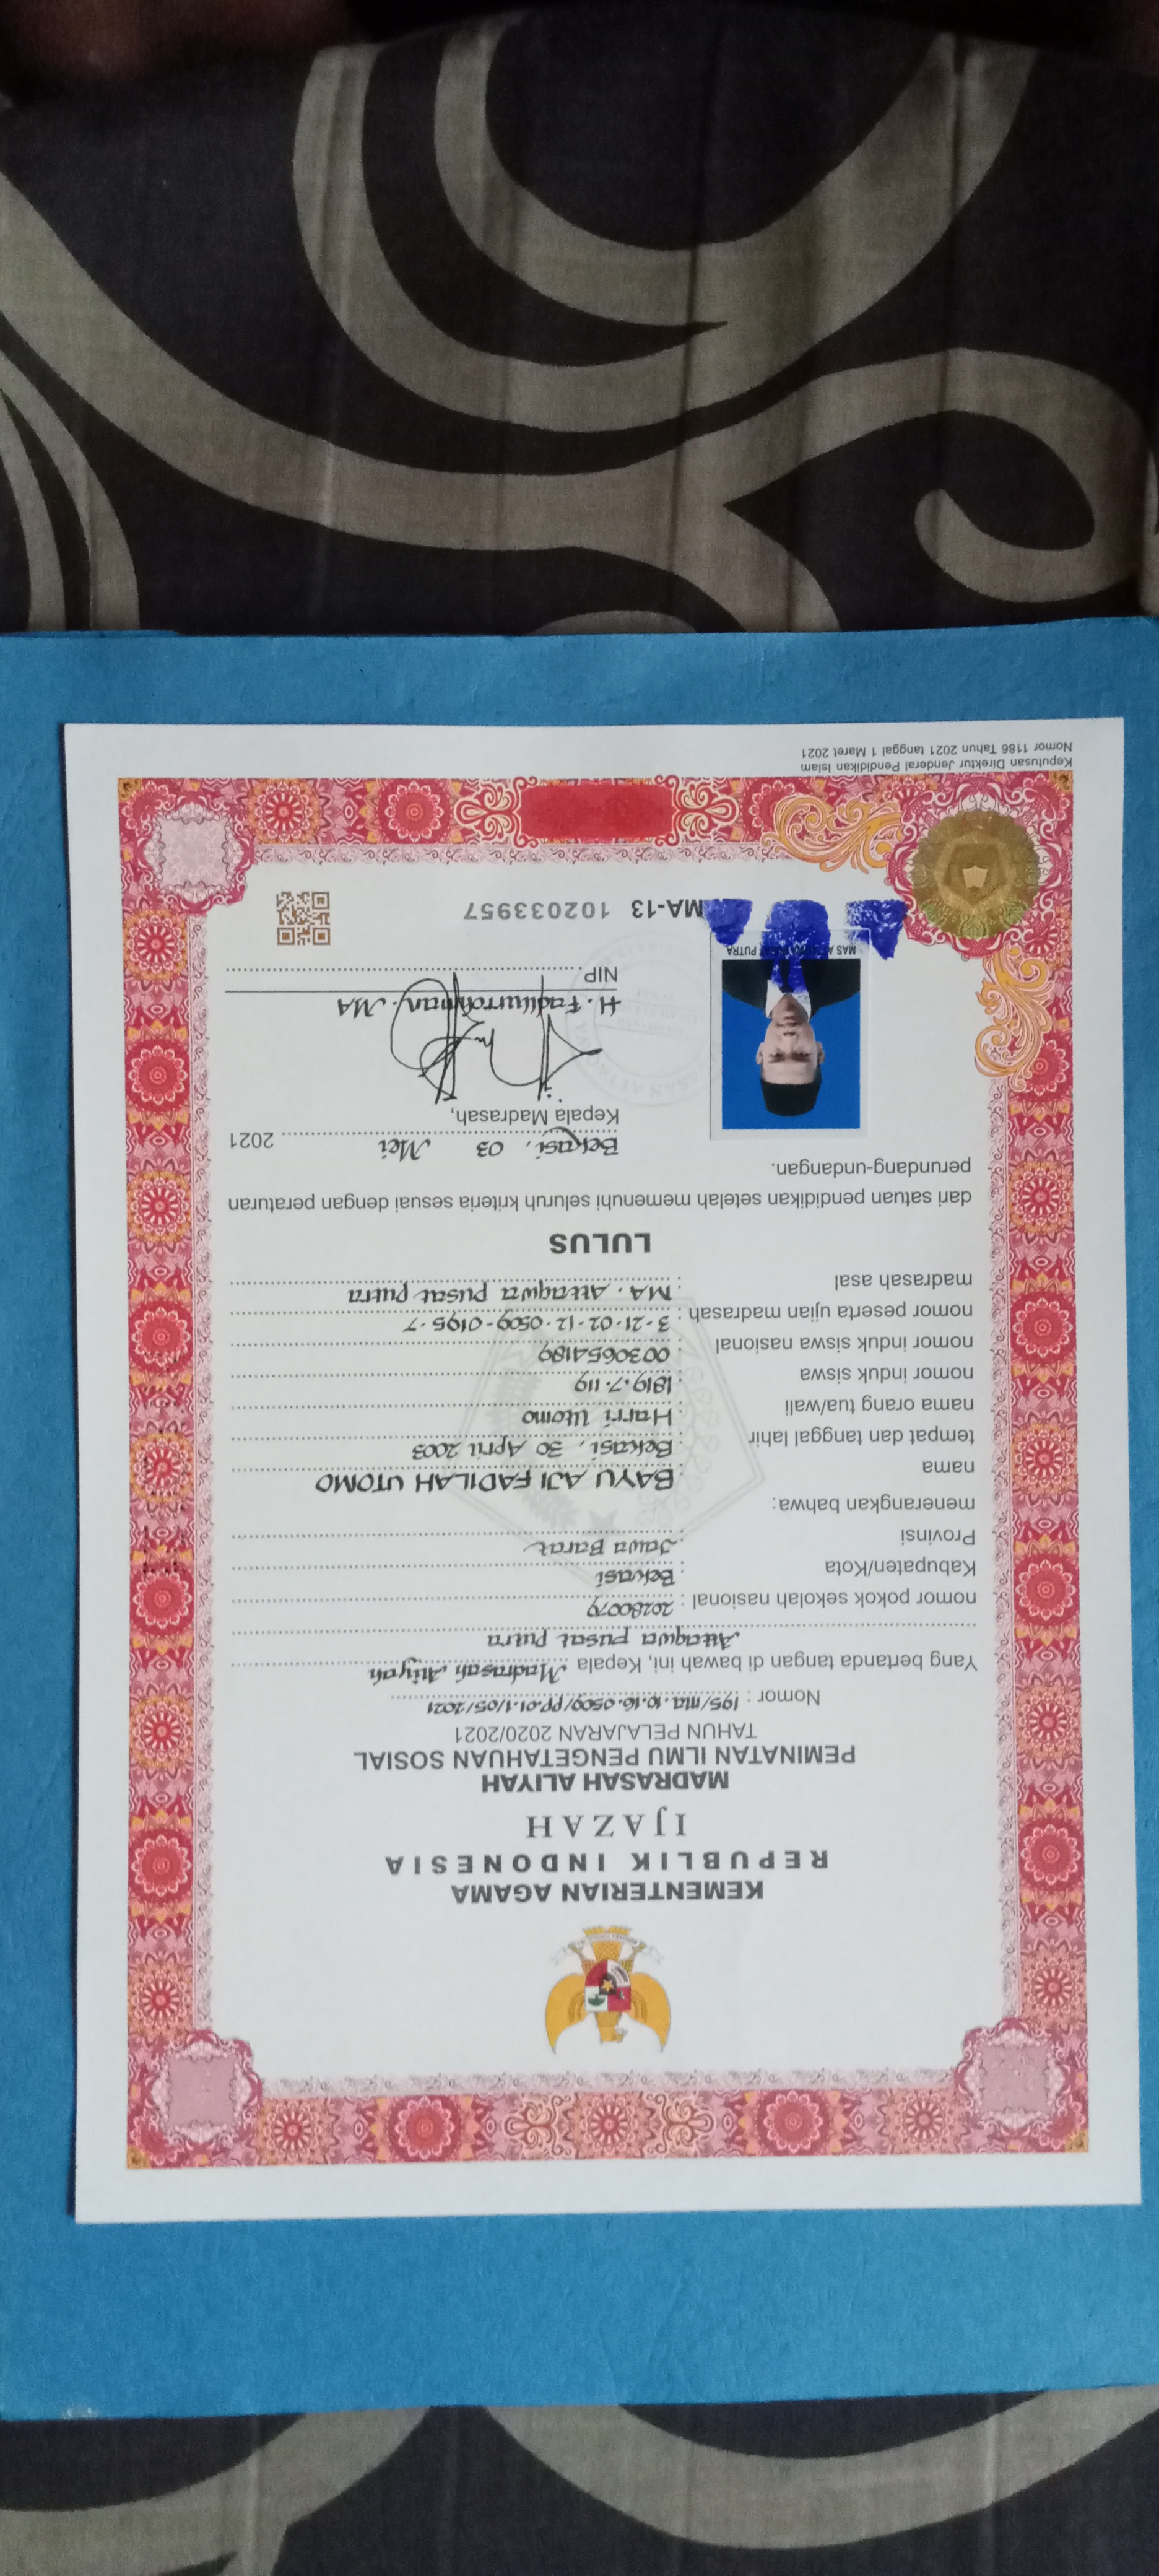 KEMENTERIAN AGAMA
REPUBLIK INDONESIA
IJAZAH
MADRASAH ALIYAH
PEMINATAN ILMU PENGETAHUAN SOSIAL
TAHUN PELAJARAN 2020/2021
Nomor : 195/Ma.10.16.0509/PP.01.1/05/2021
Yang bertanda tangan di bawah ini, Kepala Madrasah Aliyah
Attaqwa Pusat Putra
nomor pokok sekolah nasional : 20280079
Kabupaten/Kota : Bekasi
Provinsi : Jawa Barat
menerangkan bahwa:
nama : BAYU AJI FADILAH UTOMO
tempat dan tanggal lahir : Bekasi, 30 April 2003
nama orang tua/wali : Harri Utomo
nomor induk siswa : 1819.7.119
nomor induk siswa nasional : 0030654189
nomor peserta ujian madrasah : 3-21-02-12-0509-0195-7
madrasah asal : MA. Attaqwa Pusat Putra
LULUS
dari satuan pendidikan setelah memenuhi seluruh kriteria sesuai dengan peraturan
perundang-undangan.
Bekasi, 03 Mei 2021
Kepala Madrasah,
H. Fadlurrahman, MA
NIP.
MAS PUTRA
MA-13 102033957
Keputusan Direktur Jenderal Pendidikan Islam
Nomor 1186 Tahun 2021 tanggal 1 Maret 2021